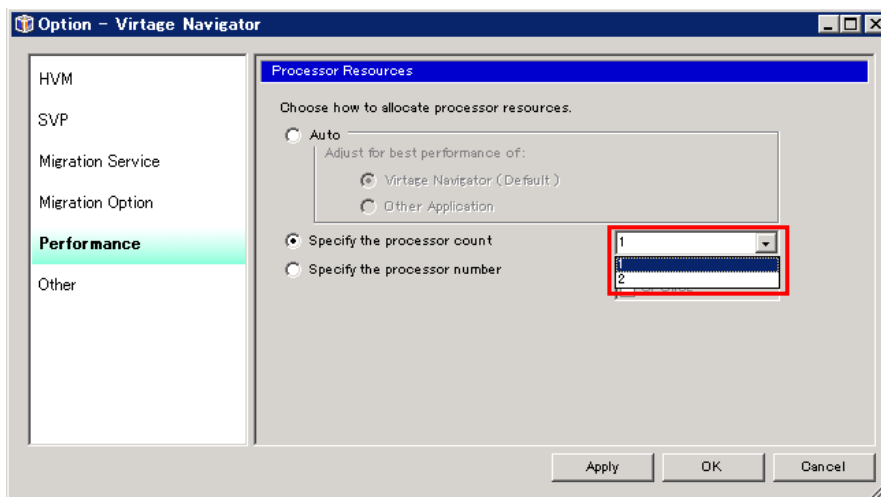 Option - Virtage Navigator
HVM
SVP
Migration Service
Migration Option
Performance
Other
Processor Resources
Choose how to allocate processor resources.
Auto
Adjust for best performance of:
Virtage Navigator (Default)
Other Application
Specify the processor count
1
1
2
Specify the processor number
Apply
OK
Cancel